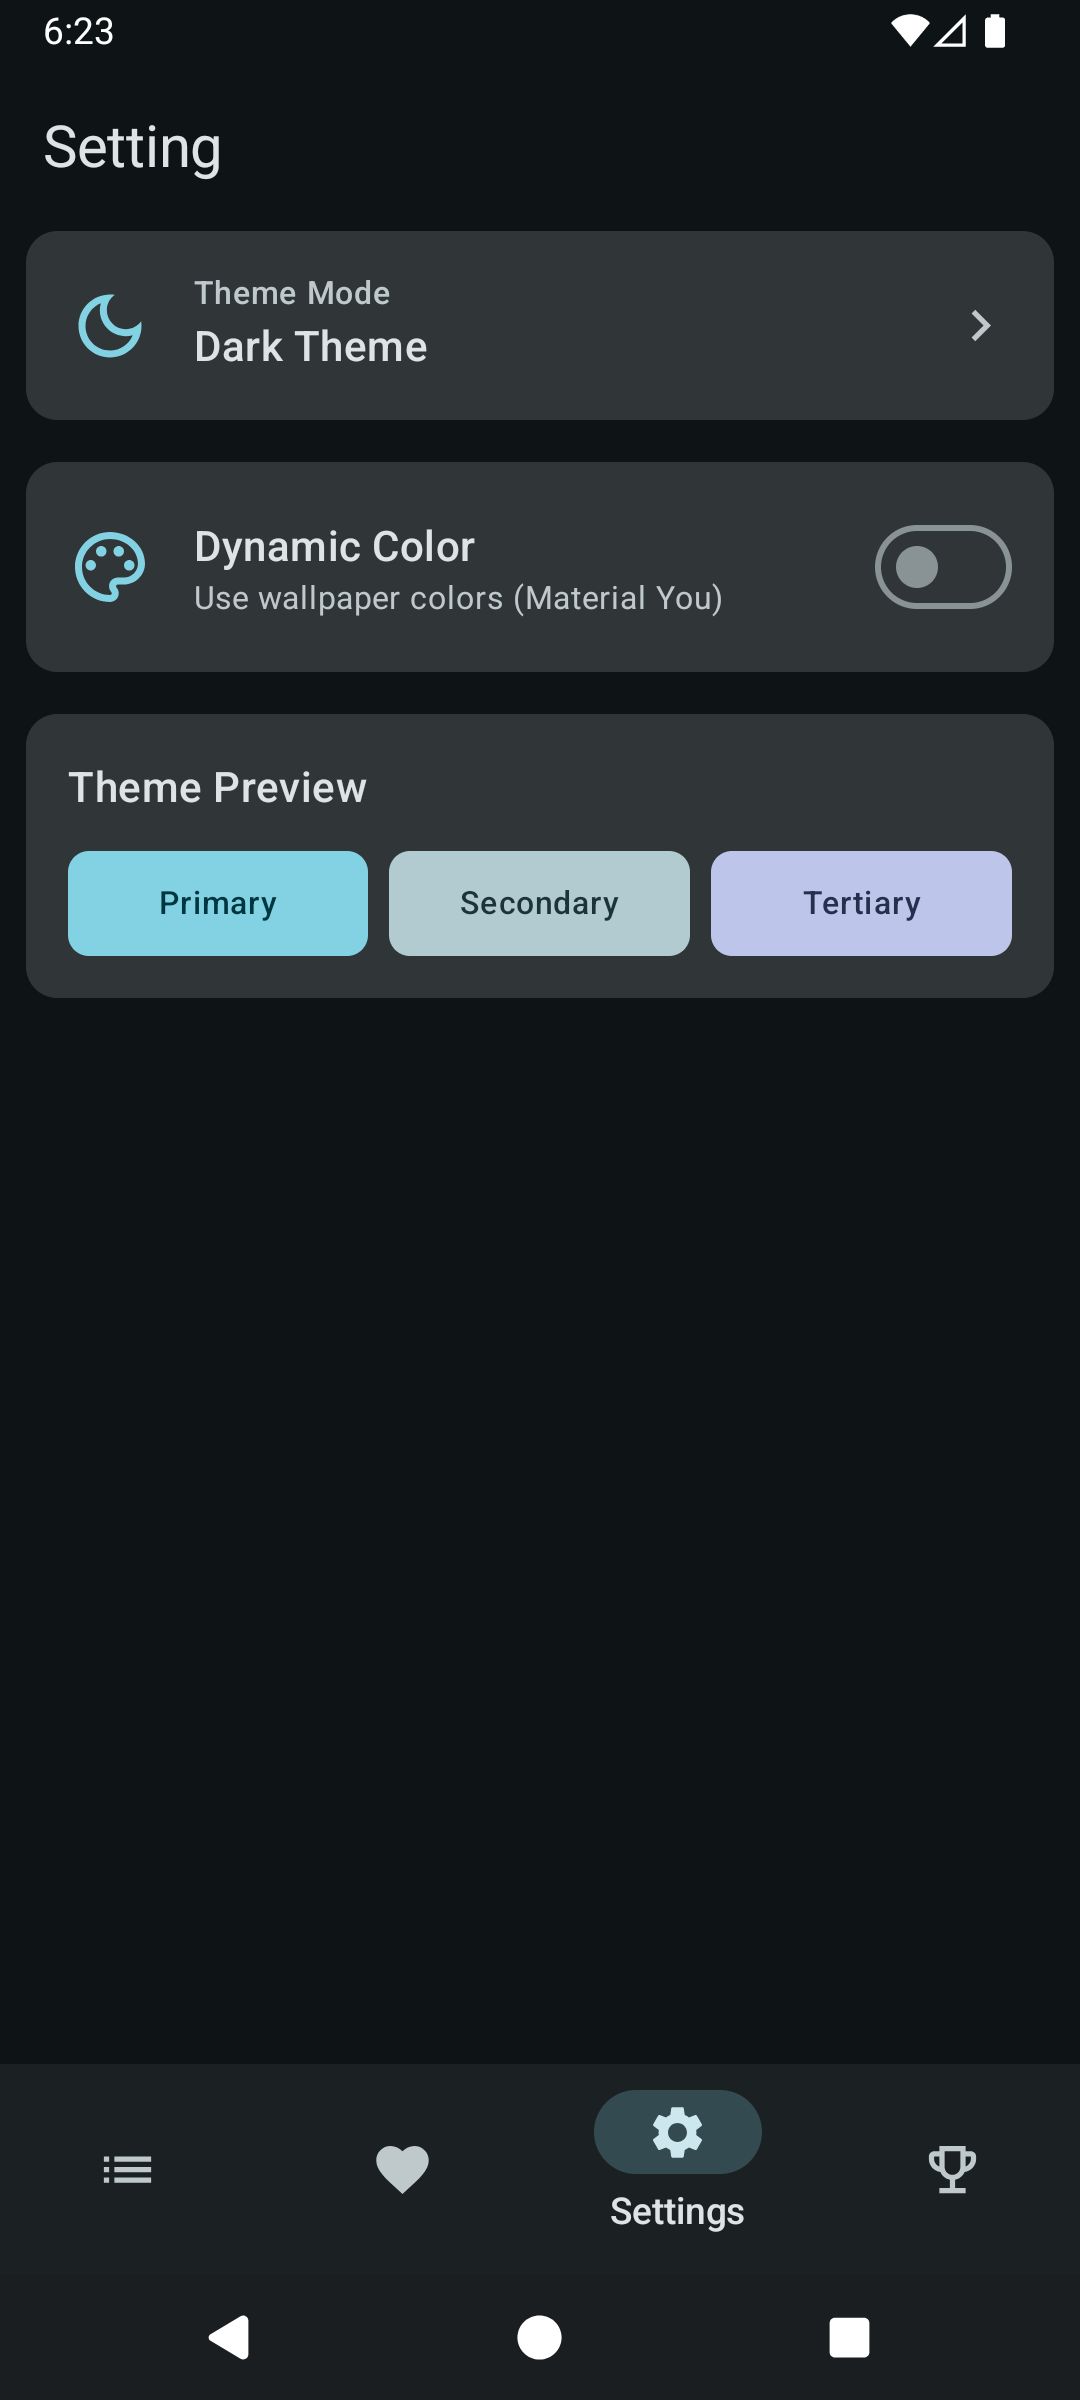 6:23
Setting
Theme Mode
Dark Theme
Dynamic Color
Use wallpaper colors (Material You)
Theme Preview
Primary
Secondary
Tertiary
Settings